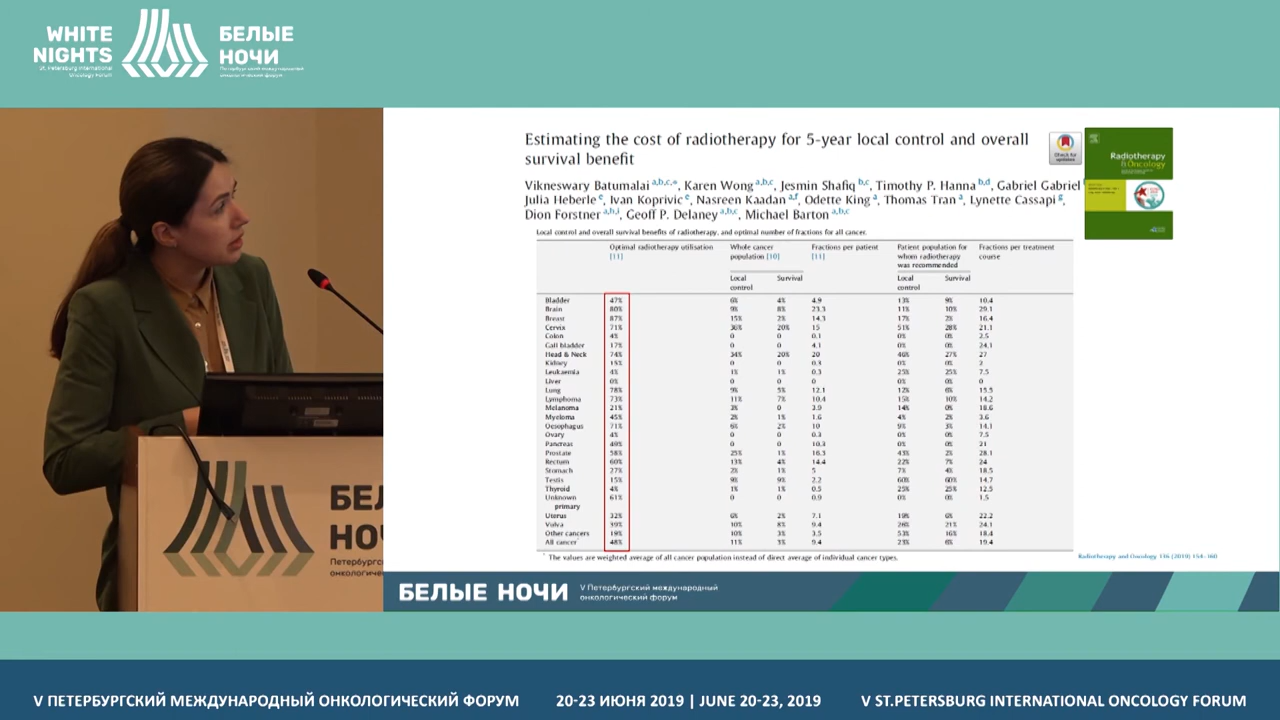 WHITE
NIGHTS
St. Petersburg International
Oncology Forum
БЕЛЫЕ
НОЧИ
Петербургский международный
онкологический форум
Estimating the cost of radiotherapy for 5-year local control and overall
survival benefit
Check for
updates
Radiotherapy
&Oncology
Vikneswary Batumalai a,b,c,*, Karen Wong a,b,c, Jesmin Shafiq b,c, Timothy P. Hanna b,d, Gabriel Gabriel
Julia Heberle e, Ivan Koprivic e, Nasreen Kaadan a,f, Odette King a, Thomas Tran a, Lynette Cassapi g,
Dion Forstner a,b,i, Geoff P. Delaney a,b,c, Michael Barton a,b,c
Local control and overall survival benefits of radiotherapy, and optimal number of fractions for all cancer.
Optimal radiotherapy utilisation [11] Whole cancer population [10] Fractions per patient [11] Patient population for whom radiotherapy was recommended Fractions per treatment course
Local control Survival Local control Survival
Bladder 47% 6% 4% 4.9 13% 9% 10.4
Brain 80% 9% 8% 23.3 11% 10% 29.1
Breast 87% 15% 2% 14.3 17% 2% 16.4
Cervix 71% 36% 20% 15 51% 28% 21.1
Colon 4% 0 0 0.1 0% 0% 2.5
Gall bladder 17% 0 0 4.1 0% 0% 24.1
Head & Neck 74% 34% 20% 20 46% 27% 27
Kidney 15% 0 0 0.3 0% 0% 2
Leukaemia 4% 1% 1% 0.3 25% 25% 7.5
Liver 0% 0 0 0 0% 0% 0
Lung 78% 9% 5% 12.1 12% 6% 15.5
Lymphoma 73% 11% 7% 10.4 15% 10% 14.2
Melanoma 21% 3% 0 3.9 14% 0% 18.6
Myeloma 45% 2% 1% 1.6 4% 2% 3.6
Oesophagus 71% 6% 2% 10 9% 3% 14.1
Ovary 4% 0 0 0.3 0% 0% 7.5
Pancreas 49% 0 0 10.3 0% 0% 21
Prostate 58% 25% 1% 16.3 43% 2% 28.1
Rectum 60% 13% 4% 14.4 22% 7% 24
Stomach 27% 2% 1% 5 7% 4% 18.5
Testis 15% 9% 9% 2.2 60% 60% 14.7
Thyroid 4% 1% 1% 0.5 25% 25% 12.5
Unknown primary 61% 0 0 0.9 0% 0% 1.5
Uterus 32% 6% 2% 7.1 19% 6% 22.2
Vulva 39% 10% 8% 9.4 26% 21% 24.1
Other cancers 19% 10% 3% 3.5 53% 16% 18.4
All cancer* 48% 11% 3% 9.4 23% 6% 19.4
* The values are weighted average of all cancer population instead of direct average of individual cancer types.
Radiotherapy and Oncology 136 (2019) 154–160
БЕЛ
НО
Петербург
онкологичес
БЕЛЫЕ НОЧИ
V Петербургский международный
онкологический форум
V ПЕТЕРБУРГСКИЙ МЕЖДУНАРОДНЫЙ ОНКОЛОГИЧЕСКИЙ ФОРУМ 20-23 ИЮНЯ 2019 | JUNE 20-23, 2019 V ST.PETERSBURG INTERNATIONAL ONCOLOGY FORUM